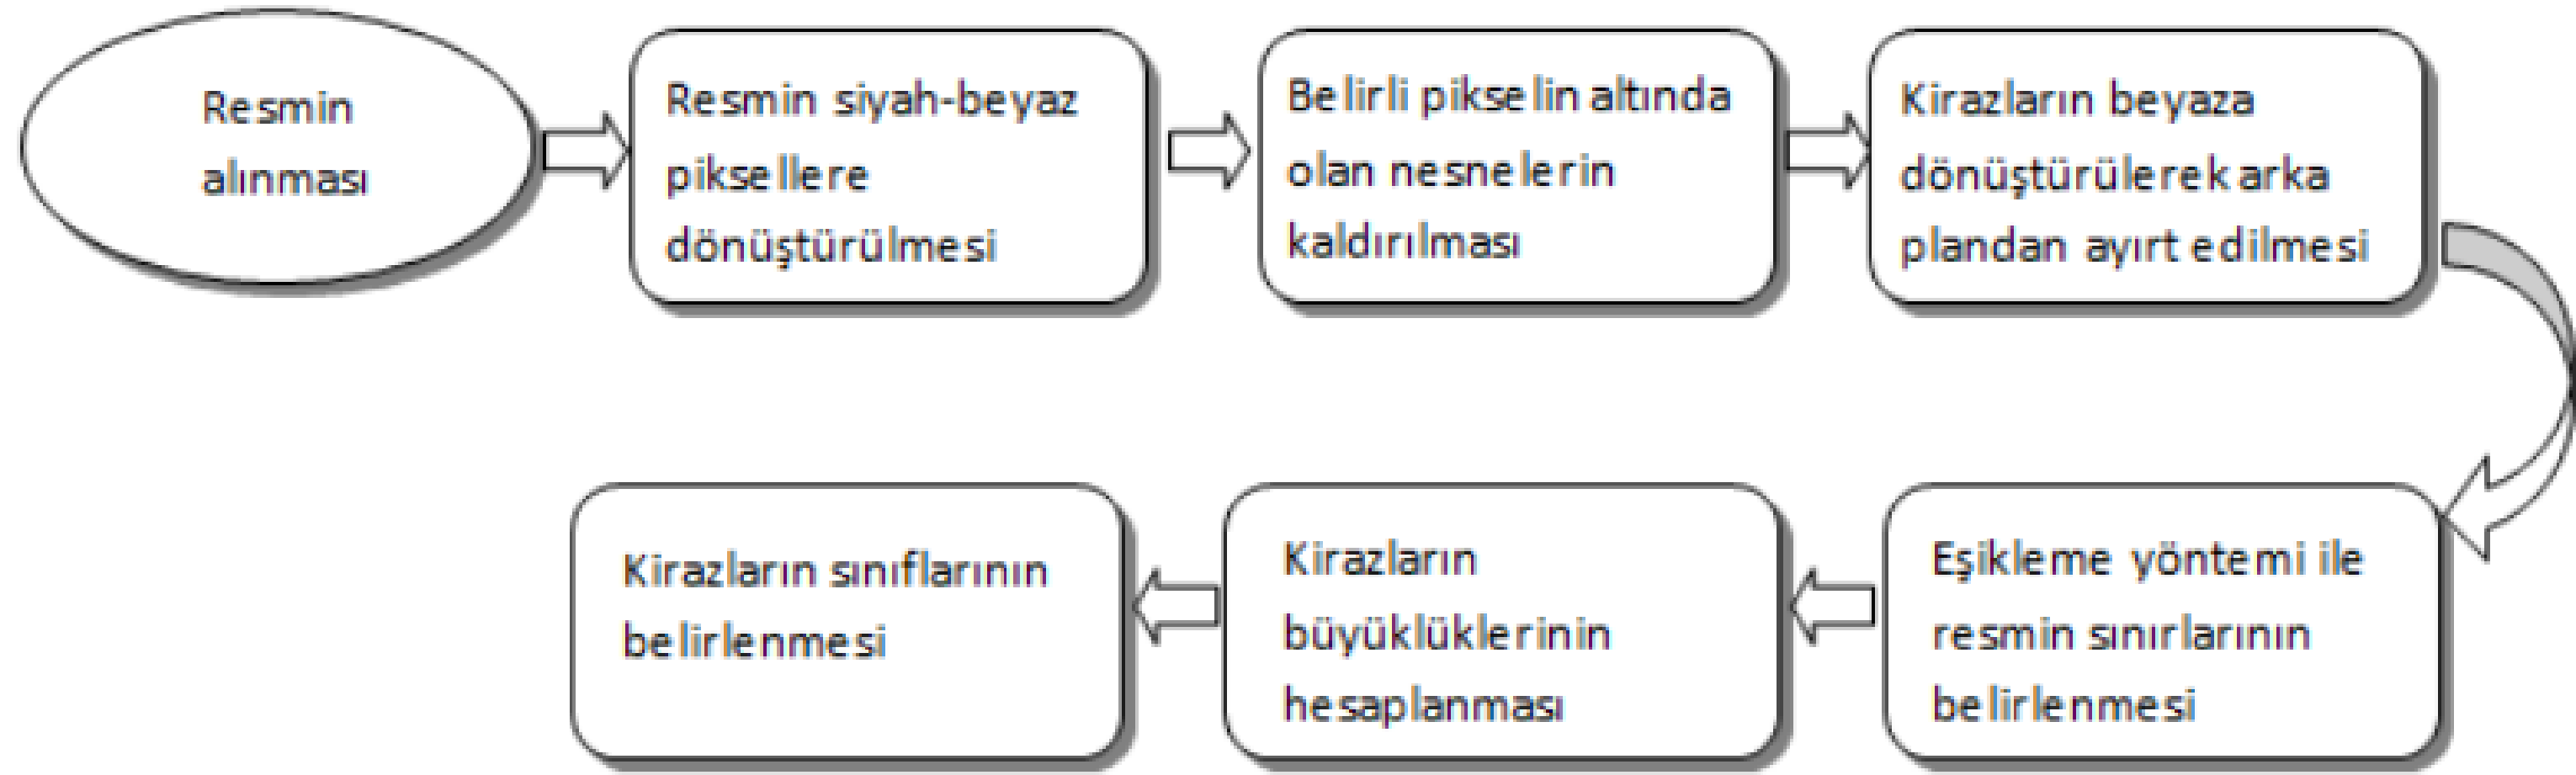 Resmin
alınması
Resmin siyah-beyaz
piksellere
dönüştürülmesi
Belirli pikselin altında
olan nesnelerin
kaldırılması
Kirazların beyaza
dönüştürülerek arka
plandan ayırt edilmesi
Eşikleme yöntemi ile
resmin sınırlarının
belirlenmesi
Kirazların
büyüklüklerinin
hesaplanması
Kirazların sınıflarının
belirlenmesi